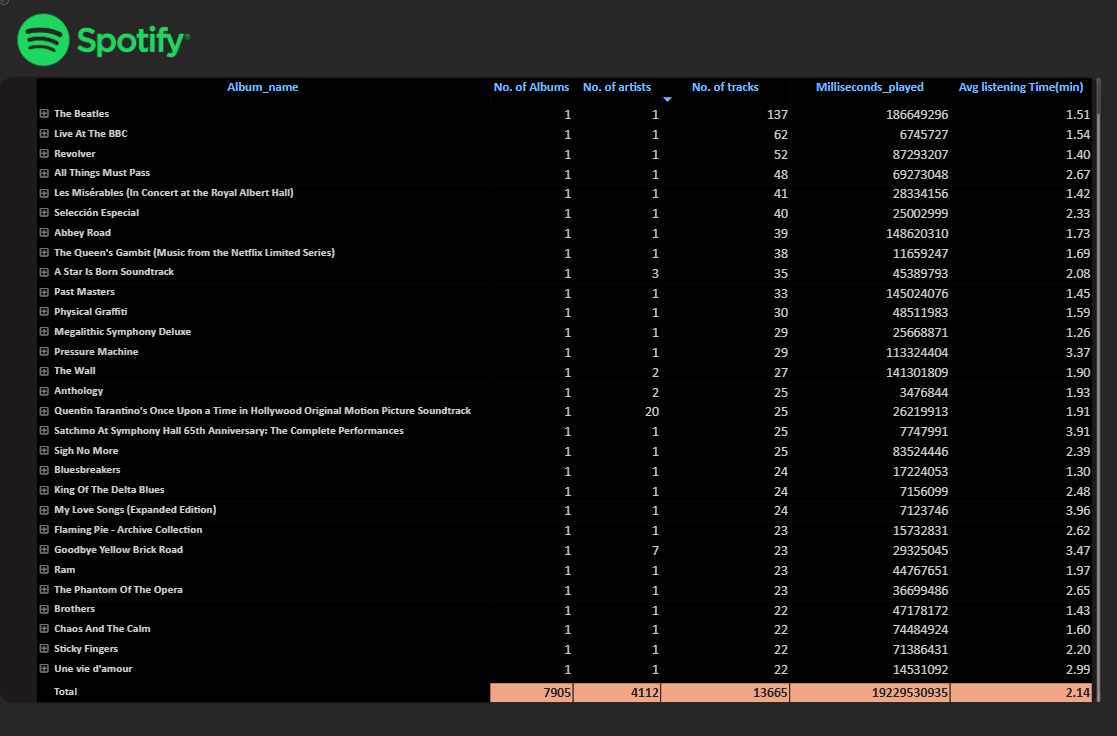 Spotify®
Album_name No. of Albums No. of artists No. of tracks Milliseconds_played Avg listening Time(min)
The Beatles 1 1 137 186649296 1.51
Live At The BBC 1 1 62 6745727 1.54
Revolver 1 1 52 87293207 1.40
All Things Must Pass 1 1 48 69273048 2.67
Les Misérables (In Concert at the Royal Albert Hall) 1 1 41 28334156 1.42
Selección Especial 1 1 40 25002999 2.33
Abbey Road 1 1 39 148620310 1.73
The Queen's Gambit (Music from the Netflix Limited Series) 1 1 38 11659247 1.69
A Star Is Born Soundtrack 1 3 35 45389793 2.08
Past Masters 1 1 33 145024076 1.45
Physical Graffiti 1 1 30 48511983 1.59
Megalithic Symphony Deluxe 1 1 29 25668871 1.26
Pressure Machine 1 1 29 113324404 3.37
The Wall 1 2 27 141301809 1.90
Anthology 1 2 25 3476844 1.93
Quentin Tarantino's Once Upon a Time in Hollywood Original Motion Picture Soundtrack 1 20 25 26219913 1.91
Satchmo At Symphony Hall 65th Anniversary: The Complete Performances 1 1 25 7747991 3.91
Sigh No More 1 1 25 83524446 2.39
Bluesbreakers 1 1 24 17224053 1.30
King Of The Delta Blues 1 1 24 7156099 2.48
My Love Songs (Expanded Edition) 1 1 24 7123746 3.96
Flaming Pie - Archive Collection 1 1 23 15732831 2.62
Goodbye Yellow Brick Road 1 7 23 29325045 3.47
Ram 1 1 23 44767651 1.97
The Phantom Of The Opera 1 1 23 36699486 2.65
Brothers 1 1 22 47178172 1.43
Chaos And The Calm 1 1 22 74484924 1.60
Sticky Fingers 1 1 22 71386431 2.20
Une vie d'amour 1 1 22 14531092 2.99
Total 7905 4112 13665 19229530935 2.14